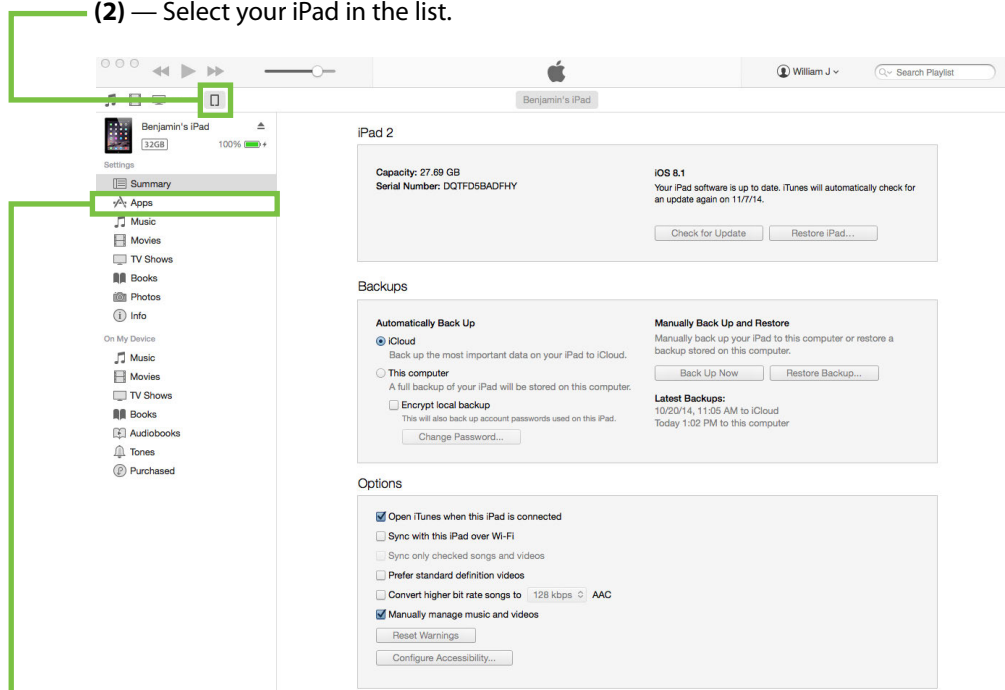 (2) — Select your iPad in the list.
William J
Search Playlist
Benjamin's iPad
Benjamin's iPad
32GB 100%
Settings
Summary
Apps
Music
Movies
TV Shows
Books
Photos
Info
On My Device
Music
Movies
TV Shows
Books
Audiobooks
Tones
Purchased
iPad 2
Capacity: 27.69 GB
Serial Number: DQTFD5BADFHY
iOS 8.1
Your iPad software is up to date. iTunes will automatically check for
an update again on 11/7/14.
Check for Update Restore iPad...
Backups
Automatically Back Up
iCloud
Back up the most important data on your iPad to iCloud.
This computer
A full backup of your iPad will be stored on this computer.
Encrypt local backup
This will also back up account passwords used on this iPad.
Change Password...
Manually Back Up and Restore
Manually back up your iPad to this computer or restore a
backup stored on this computer.
Back Up Now Restore Backup...
Latest Backups:
10/20/14, 11:05 AM to iCloud
Today 1:02 PM to this computer
Options
Open iTunes when this iPad is connected
Sync with this iPad over Wi-Fi
Sync only checked songs and videos
Prefer standard definition videos
Convert higher bit rate songs to 128 kbps AAC
Manually manage music and videos
Reset Warnings
Configure Accessibility...